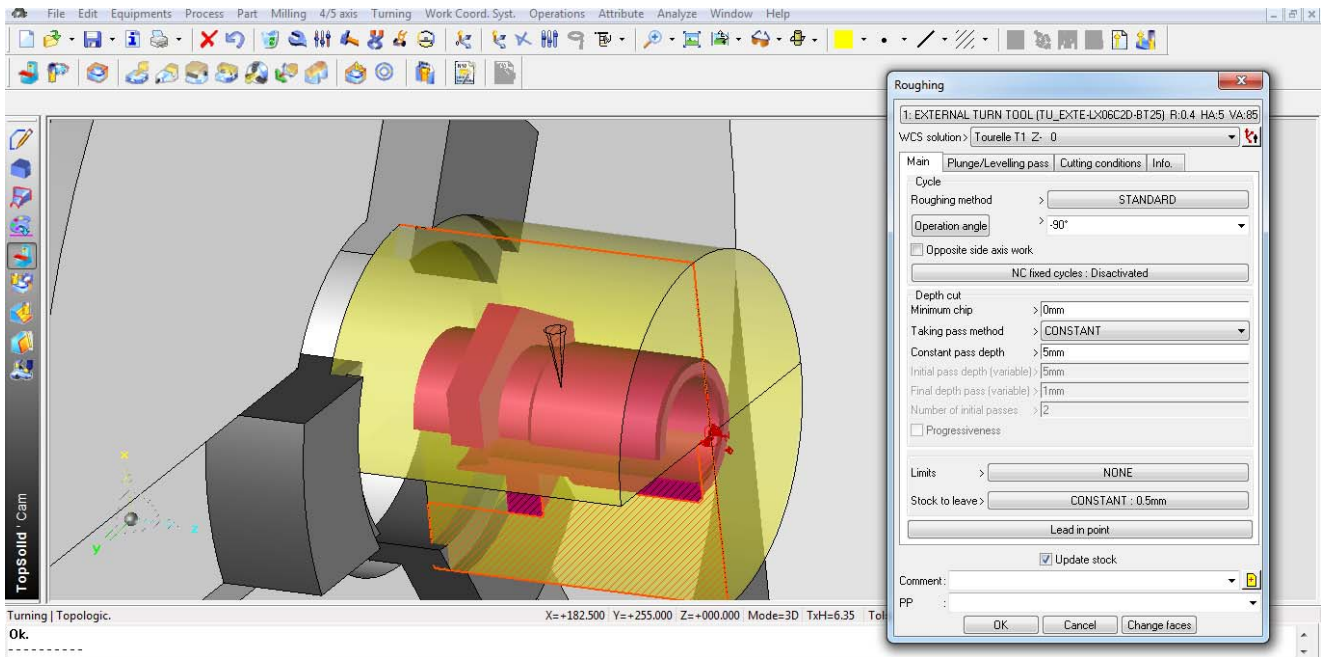 File Edit Equipments Process Part Milling 4/5 axis Turning Work Coord. Syst. Operations Attribute Analyze Window Help
Roughing
1: EXTERNAL TURN TOOL (TU_EXTE-LX06C2D-BT25) R:0.4 HA:5 VA:85
WCS solution > Tourelle T1 Z- 0
Main Plunge/Levelling pass Cutting conditions Info.
Cycle
Roughing method > STANDARD
Operation angle > -90°
Opposite side axis work
NC fixed cycles : Disactivated
Depth cut
Minimum chip > 0mm
Taking pass method > CONSTANT
Constant pass depth > 5mm
Initial pass depth (variable) > 5mm
Final depth pass (variable) > 1mm
Number of initial passes > 2
Progressiveness
Limits > NONE
Stock to leave > CONSTANT : 0.5mm
Lead in point
Update stock
Comment :
PP :
OK Cancel Change faces
x
z
y
TopSolid'Cam
Turning | Topologic. X=+182.500 Y=+255.000 Z=+000.000 Mode=3D TxH=6.35 Tol
Ok.
----------